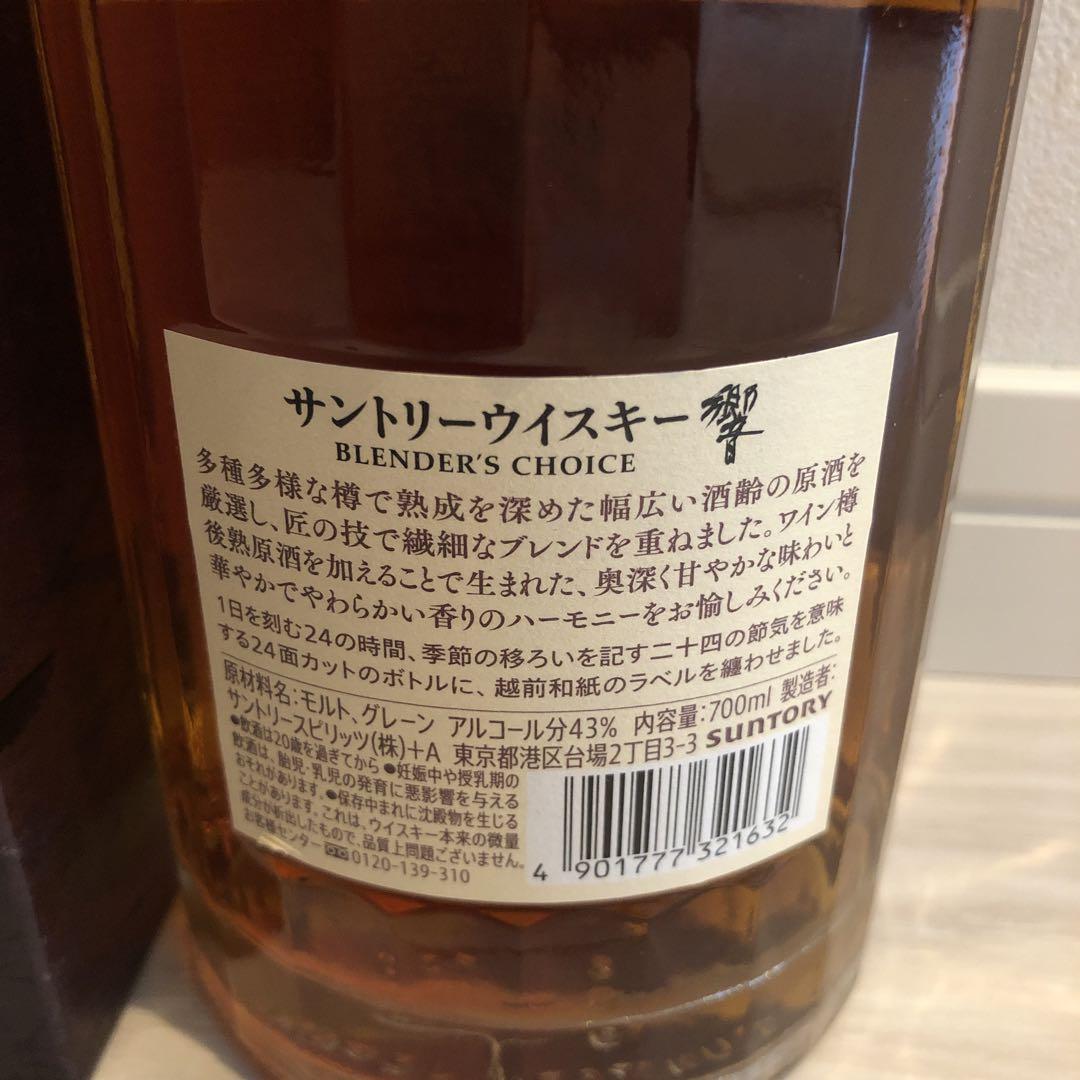 サントリーウイスキー 響
BLENDER'S CHOICE
多種多様な樽で熟成を深めた幅広い酒齢の原酒を
厳選し、匠の技で繊細なブレンドを重ねました。ワイン樽
後熟原酒を加えることで生まれた、奥深く甘やかな味わいと
華やかでやわらかい香りのハーモニーをお愉しみください。
1日を刻む24の時間、季節の移ろいを記す二十四の節気を意味
する24面カットのボトルに、越前和紙のラベルを纏わせました。
原材料名:モルト、グレーン アルコール分43% 内容量:700ml 製造者:
サントリースピリッツ(株)+A 東京都港区台場2丁目3-3 SUNTORY
●飲酒は20歳を過ぎてから ●妊娠中や授乳期の
飲酒は、胎児・乳児の発育に悪影響を与える
おそれがあります。●保存中まれに沈殿物を生じる
ことがあります。これは、ウイスキー本来の微量
成分が析出したもので、品質上問題ございません。
お客様センター 0120-139-310
4 901777 321632